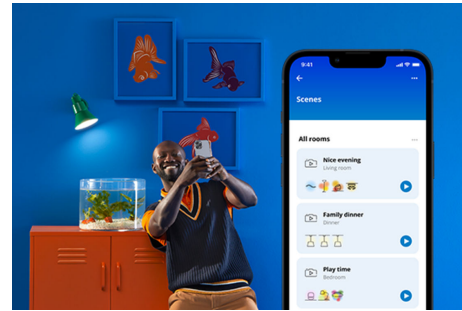 9:41
Scenes
All rooms
Nice evening
Living room
Family dinner
Dinner
Play time
Bedroom